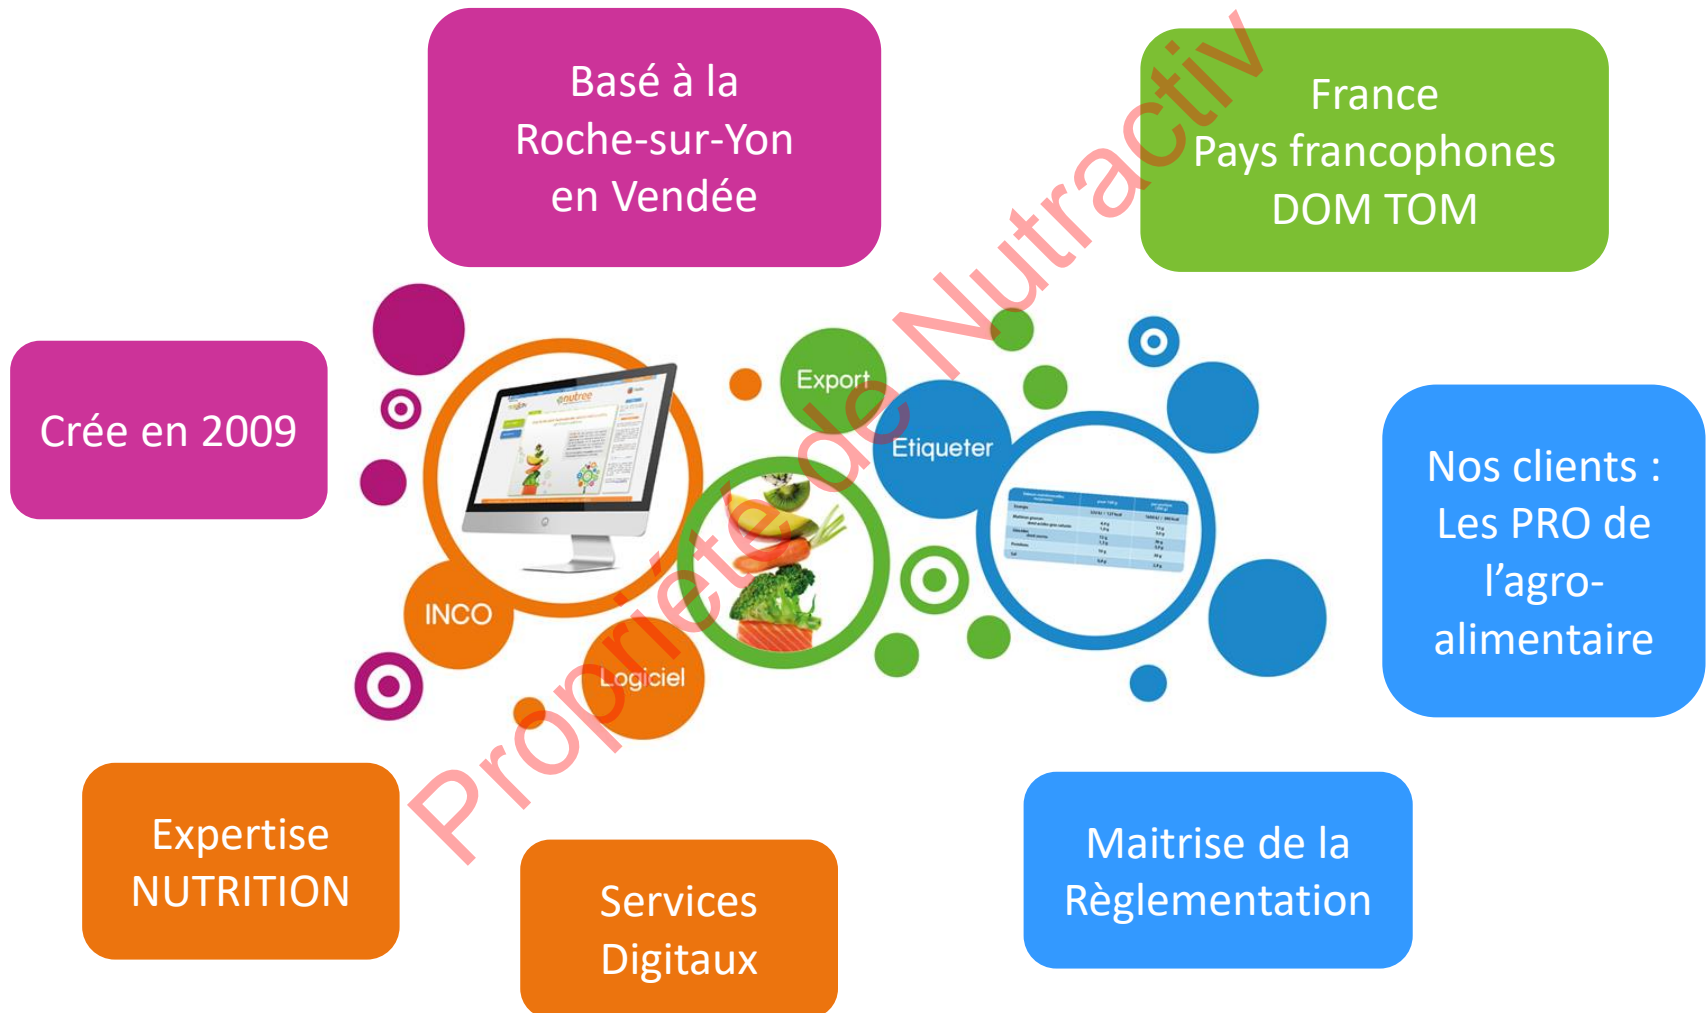 Basé à la
Roche-sur-Yon
en Vendée
France
Pays francophones
DOM TOM
Crée en 2009
Export
Etiqueter
enutree
INCO
Logiciel
Nos clients :
Les PRO de
l'agro-
alimentaire
Expertise
NUTRITION
Services
Digitaux
Maitrise de la
Règlementation
Propriété de Nutractiv